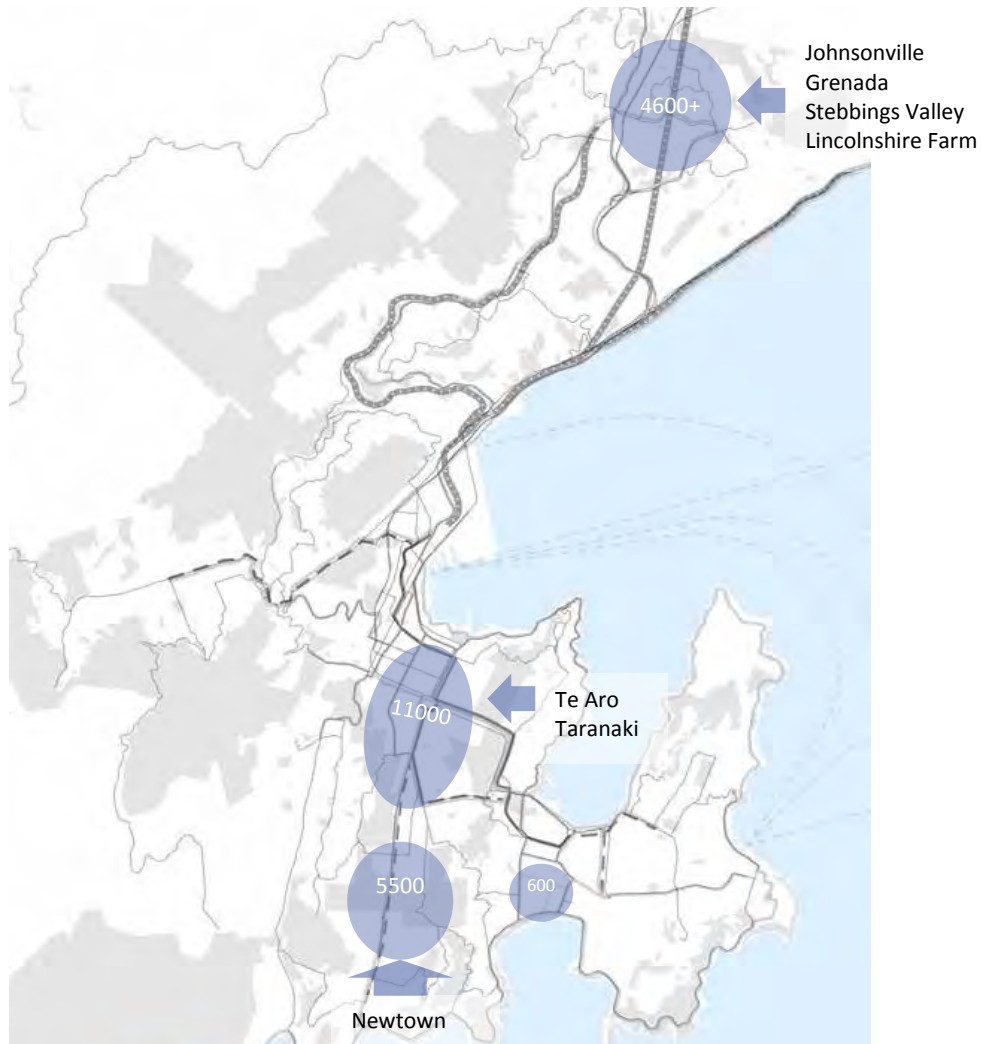 Johnsonville
Grenada
Stebbings Valley
Lincolnshire Farm
4600+
11000
Te Aro
Taranaki
5500
600
Newtown